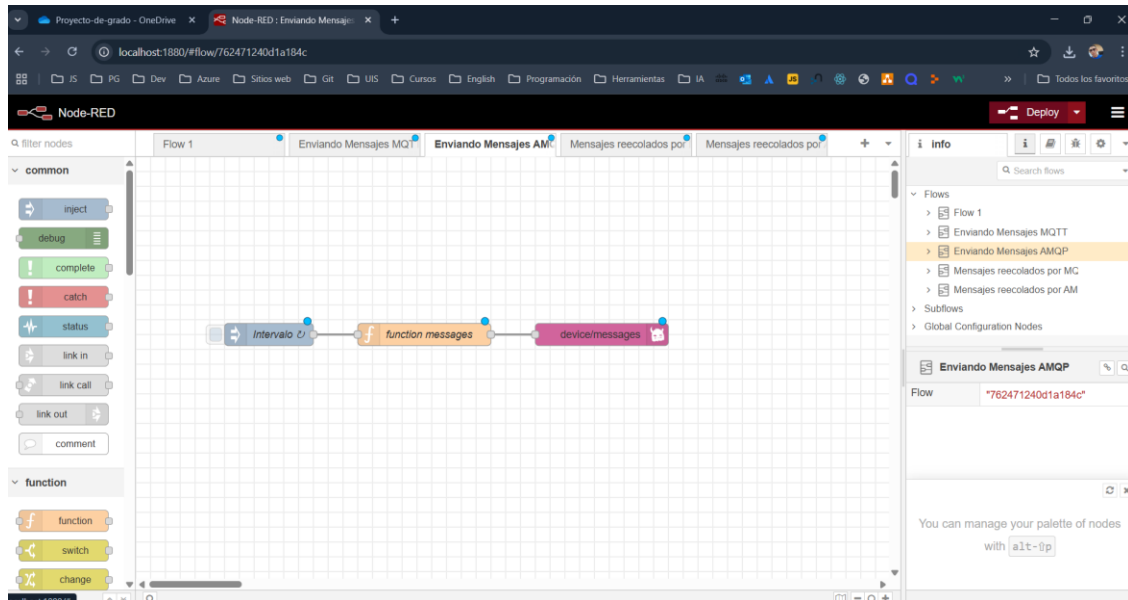 Proyecto-de-grado - OneDrive
Node-RED : Enviando Mensajes
localhost:1880/#flow/762471240d1a184c
JS PG Dev Azure Sitios web Git UIS Cursos English Programación Herramientas IA JS » Todos los favoritos
Node-RED
Deploy
filter nodes
Flow 1
Enviando Mensajes MQT
Enviando Mensajes AM
Mensajes reecolados por
Mensajes reecolados por
i info
Search flows
common
inject
debug
complete
catch
status
link in
link call
link out
comment
function
function
switch
change
Intervalo ↻
function messages
device/messages
Flows
Flow 1
Enviando Mensajes MQTT
Enviando Mensajes AMQP
Mensajes reecolados por MQ
Mensajes reecolados por AM
Subflows
Global Configuration Nodes
Enviando Mensajes AMQP
Flow "762471240d1a184c"
You can manage your palette of nodes
with alt-⇧p